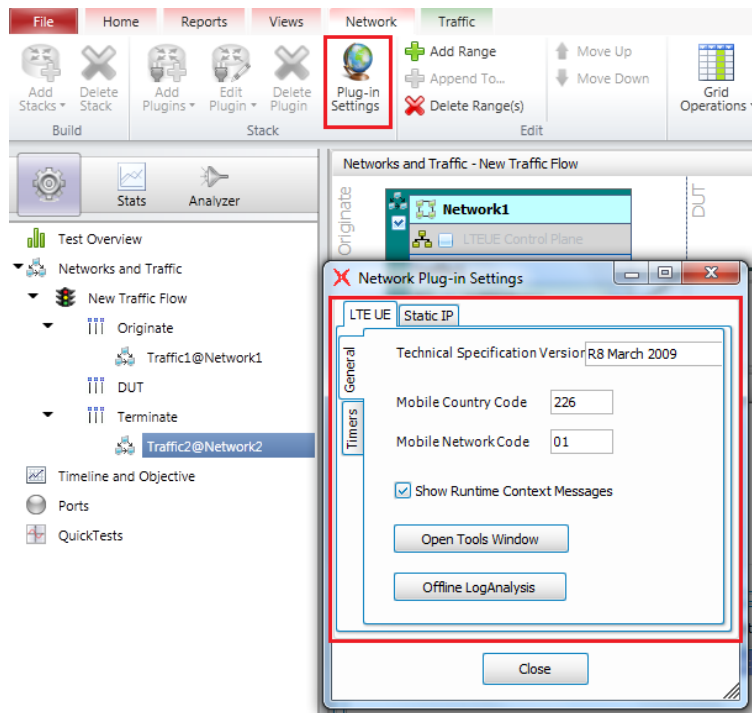 File Home Reports Views Network Traffic
Add Stacks Delete Stack Add Plugins Edit Plugin Delete Plugin Plug-in Settings
Add Range
Append To...
Delete Range(s)
Move Up
Move Down
Grid Operations
Build Stack Edit
Stats Analyzer
Test Overview
Networks and Traffic
New Traffic Flow
Originate
Traffic1@Network1
DUT
Terminate
Traffic2@Network2
Timeline and Objective
Ports
QuickTests
Networks and Traffic - New Traffic Flow
Originate
Network1
LTEUE Control Plane
DUT
Network Plug-in Settings
LTE UE Static IP
General
Timers
Technical Specification Version R8 March 2009
Mobile Country Code 226
Mobile Network Code 01
Show Runtime Context Messages
Open Tools Window
Offline LogAnalysis
Close